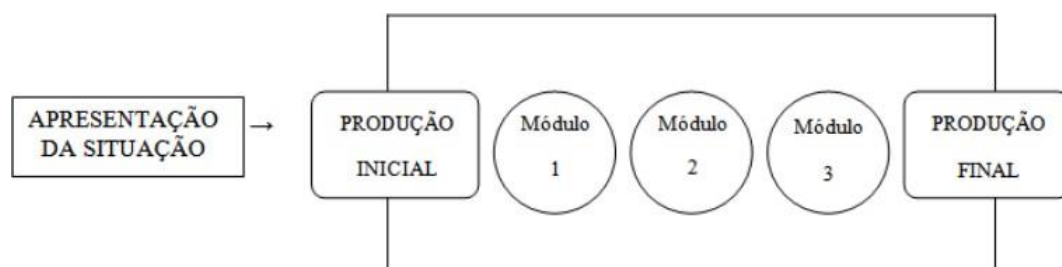 APRESENTAÇÃO
DA SITUAÇÃO
→
PRODUÇÃO
INICIAL
Módulo
1
Módulo
2
Módulo
3
PRODUÇÃO
FINAL